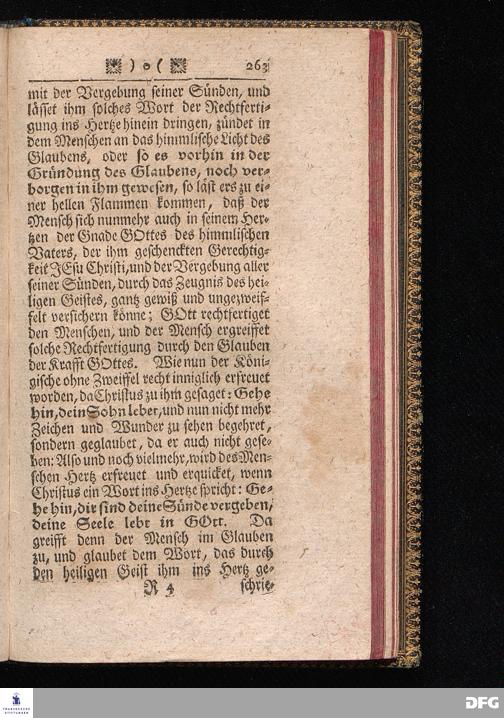 ) o ( 263
mit der Vergebung seiner Sünden, und
lässet ihm solches Wort der Rechtferti-
gung ins Hertze hinein dringen, zündet in
dem Menschen an das himmlische Licht des
Glaubens, oder so es vorhin in der
Gründung des Glaubens, noch ver-
borgen in ihm gewesen, so läst ers zu ei-
ner hellen Flammen kommen, daß der
Mensch sich nunmehr auch in seinem Her-
tzen der Gnade GOttes des himmlischen
Vaters, der ihm geschenckten Gerechtig-
keit JEsu Christi, und der Vergebung aller
seiner Sünden, durch das Zeugnis des hei-
ligen Geistes, gantz gewiß und ungezweif-
felt versichern könne; GOtt rechtfertiget
den Menschen, und der Mensch ergreiffet
solche Rechtfertigung durch den Glauben
der Krafft GOttes. Wie nun der Köni-
gische ohne Zweiffel recht inniglich erfreuet
worden, da Christus zu ihm gesaget: Gehe
hin, dein Sohn lebet, und nun nicht mehr
Zeichen und Wunder zu sehen begehret,
sondern geglaubet, da er auch nicht gese-
hen: Also und noch vielmehr, wird des Men-
schen Hertz erfreuet und erquicket, wenn
Christus ein Wort ins Hertze spricht: Ge-
he hin, dir sind deine Sünde vergeben,
deine Seele lebt in GOtt. Da
greifft denn der Mensch im Glauben
zu, und glaubet dem Wort, das durch
den heiligen Geist ihm ins Hertz ge-
R 4 schrie-
FRANCKESCHE
STIFTUNGEN
DFG